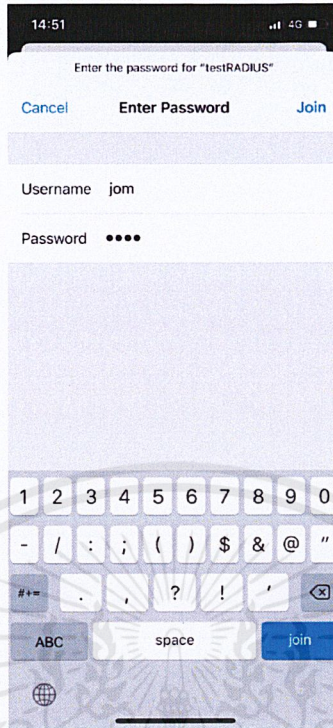 14:51 4G
Enter the password for "testRADIUS"
Cancel Enter Password Join
Username jom
Password ••••
1 2 3 4 5 6 7 8 9 0
- / : ; ( ) $ & @ "
#+= . , ? ! '
ABC space join